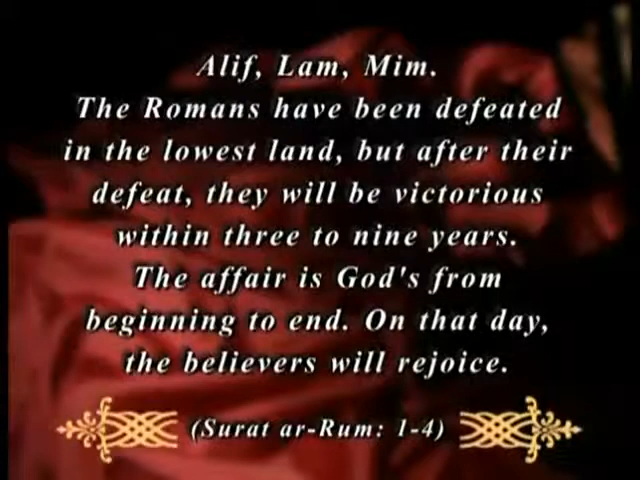 Alif, Lam, Mim.
The Romans have been defeated
in the lowest land, but after their
defeat, they will be victorious
within three to nine years.
The affair is God's from
beginning to end. On that day,
the believers will rejoice.
(Surat ar-Rum: 1-4)